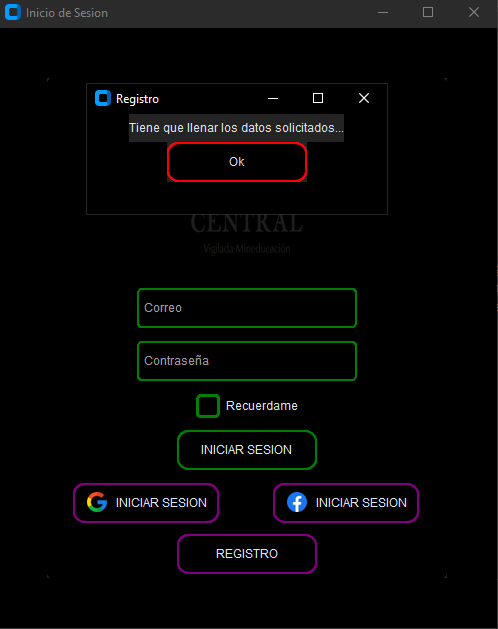 Inicio de Sesion
Registro
Tiene que llenar los datos solicitados...
Ok
CENTRAL
Vigilada Mineducación
Correo
Contraseña
Recuerdame
INICIAR SESION
INICIAR SESION
INICIAR SESION
REGISTRO